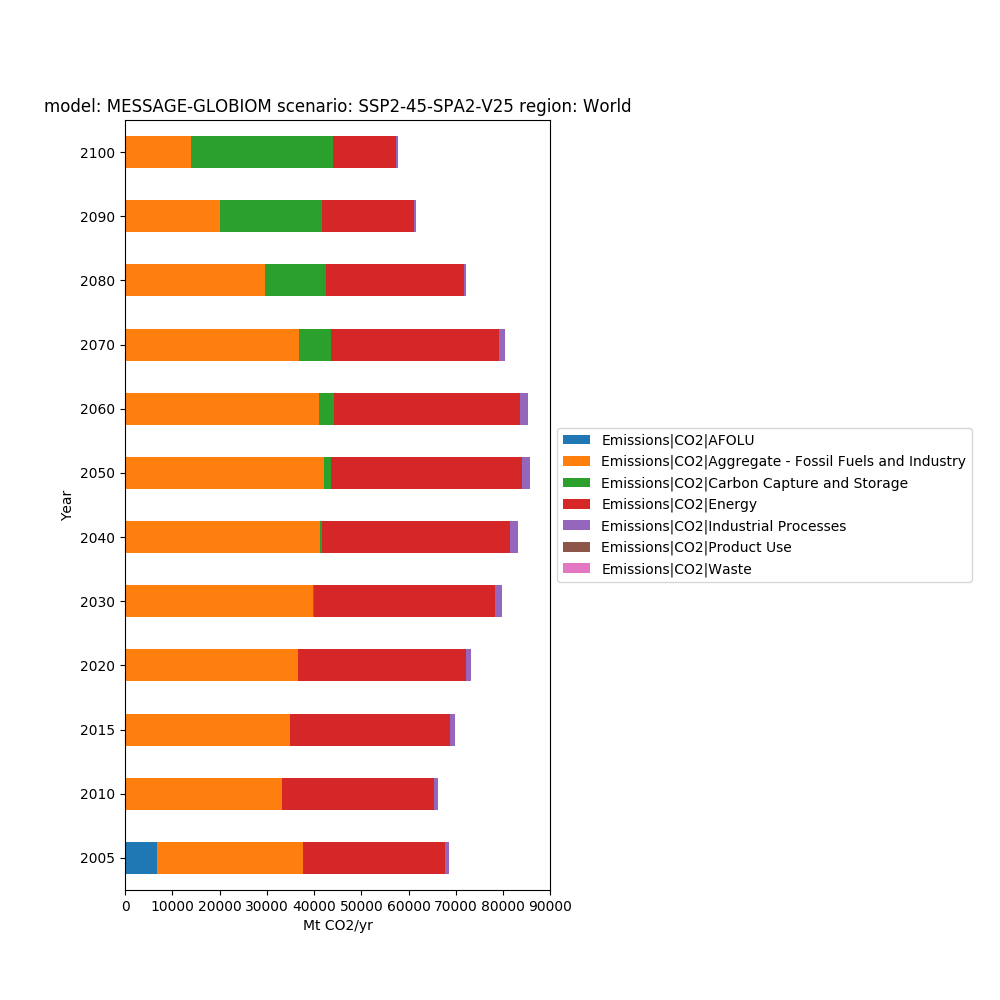 model: MESSAGE-GLOBIOM scenario: SSP2-45-SPA2-V25 region: World
2100
2090
2080
2070
2060
2050
2040
2030
2020
2015
2010
2005
Year
0 10000 20000 30000 40000 50000 60000 70000 80000 90000
Mt CO2/yr
Emissions|CO2|AFOLU
Emissions|CO2|Aggregate - Fossil Fuels and Industry
Emissions|CO2|Carbon Capture and Storage
Emissions|CO2|Energy
Emissions|CO2|Industrial Processes
Emissions|CO2|Product Use
Emissions|CO2|Waste